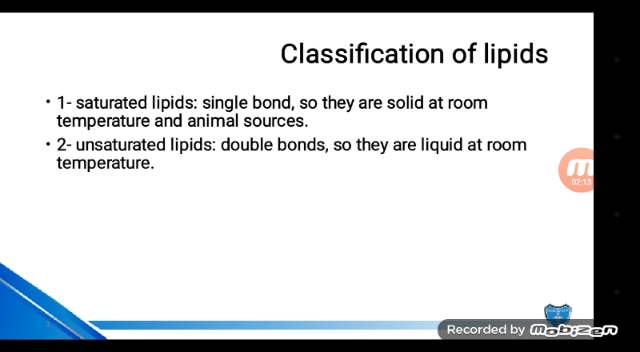 Classification of lipids
• 1- saturated lipids: single bond, so they are solid at room
temperature and animal sources.
• 2- unsaturated lipids: double bonds, so they are liquid at room
temperature.
m
02:13
3
Recorded by mobizen